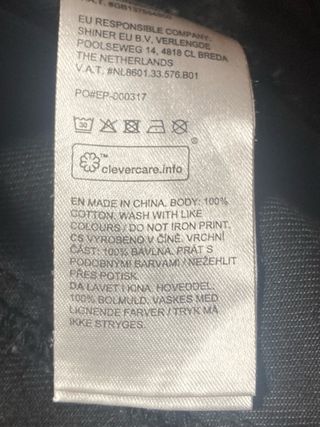 EU RESPONSIBLE COMPANY:
SHINER EU B.V. VERLENGDE
POOLSEWEG 14, 4818 CL BREDA
THE NETHERLANDS
V.A.T. #NL8601.33.576.B01
PO#EP-000317
30
®
™
clevercare.info
EN MADE IN CHINA. BODY: 100%
COTTON. WASH WITH LIKE
COLOURS / DO NOT IRON PRINT.
CS VYROBENO V ČÍNĚ. VRCHNÍ
ČÁST: 100% BAVLNA. PRÁT S
PODOBNÝMI BARVAMI / NEŽEHLIT
PŘES POTISK.
DA LAVET I KINA. HOVEDDEL:
100% BOLMULD. VASKES MED
LIGNENDE FARVER / TRYK MÅ
IKKE STRYGES.